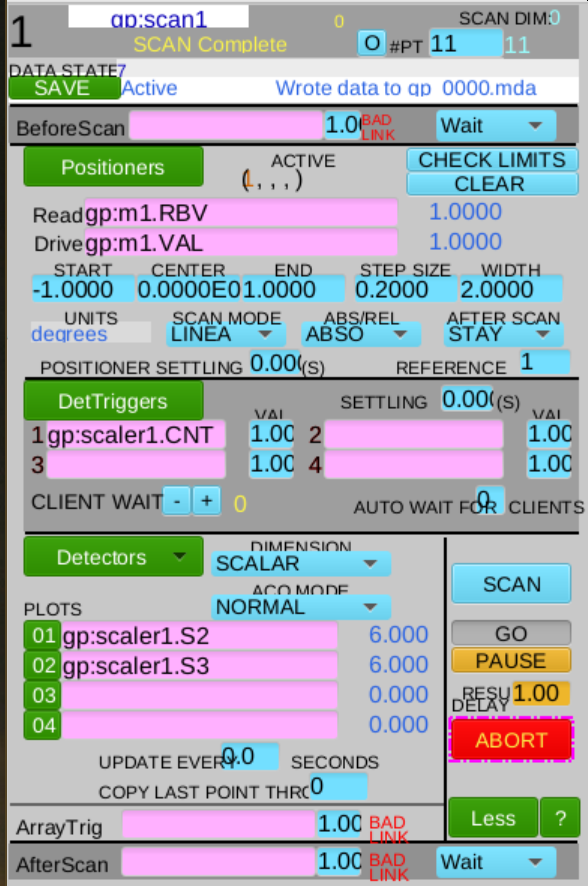 1 gp:scan1 0 SCAN DIM:0
SCAN Complete O #PT 11 11
DATA STATE7
SAVE Active Wrote data to gp_0000.mda
BeforeScan 1.0 BAD LINK Wait
Positioners ACTIVE CHECK LIMITS
(1, , , ) CLEAR
Read gp:m1.RBV 1.0000
Drive gp:m1.VAL 1.0000
START CENTER END STEP SIZE WIDTH
-1.0000 0.0000E0 1.0000 0.2000 2.0000
UNITS SCAN MODE ABS/REL AFTER SCAN
degrees LINEA ABSO STAY
POSITIONER SETTLING 0.00 (S) REFERENCE 1
DetTriggers SETTLING 0.00 (S)
VAL VAL
1 gp:scaler1.CNT 1.00 2 1.00
3 1.00 4 1.00
CLIENT WAIT - + 0 AUTO WAIT FOR 0 CLIENTS
Detectors DIMENSION
SCALAR
ACQ MODE
PLOTS NORMAL
SCAN
01 gp:scaler1.S2 6.000 GO
02 gp:scaler1.S3 6.000 PAUSE
03 0.000 RESU 1.00
DELAY
04 0.000 ABORT
UPDATE EVERY 0.0 SECONDS
COPY LAST POINT THRO 0
ArrayTrig 1.00 BAD LINK Less ?
AfterScan 1.00 BAD LINK Wait